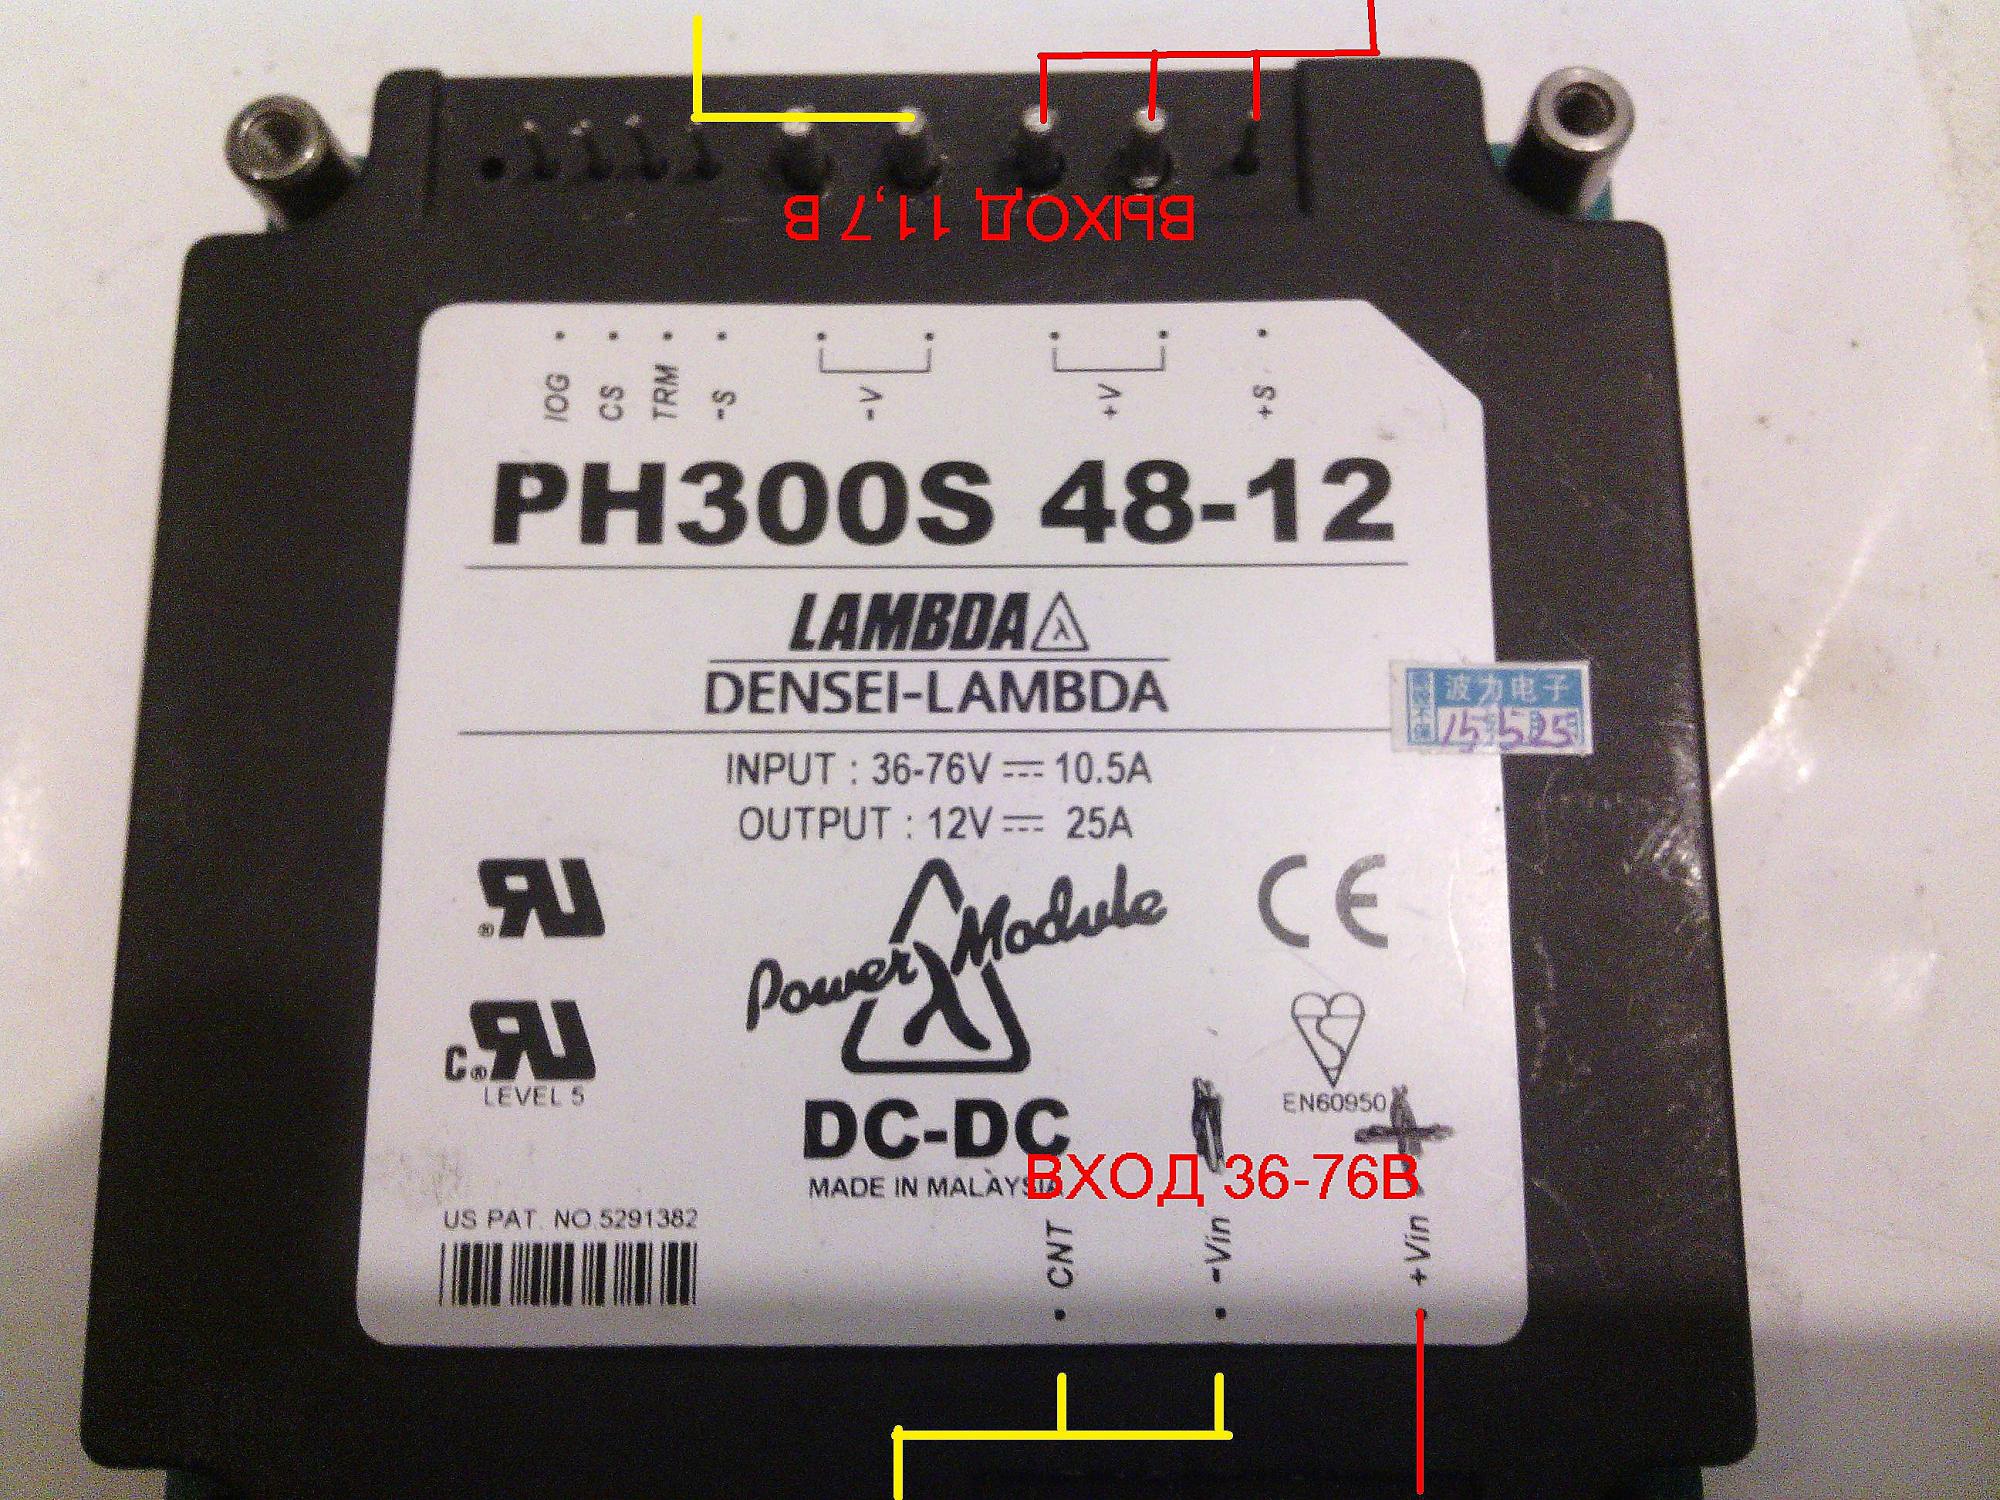 ВЫХОД 11,7 В
IOG CS TRM -S -V +V +S
PH300S 48-12
LAMBDA
DENSEI-LAMBDA
波力电子
INPUT : 36-76V 10.5A
OUTPUT : 12V 25A
CE
Power Module
λ
EN60950
LEVEL 5
DC-DC
MADE IN MALAYSIA
ВХОД 36-76В
US PAT. NO.5291382
CNT -Vin +Vin